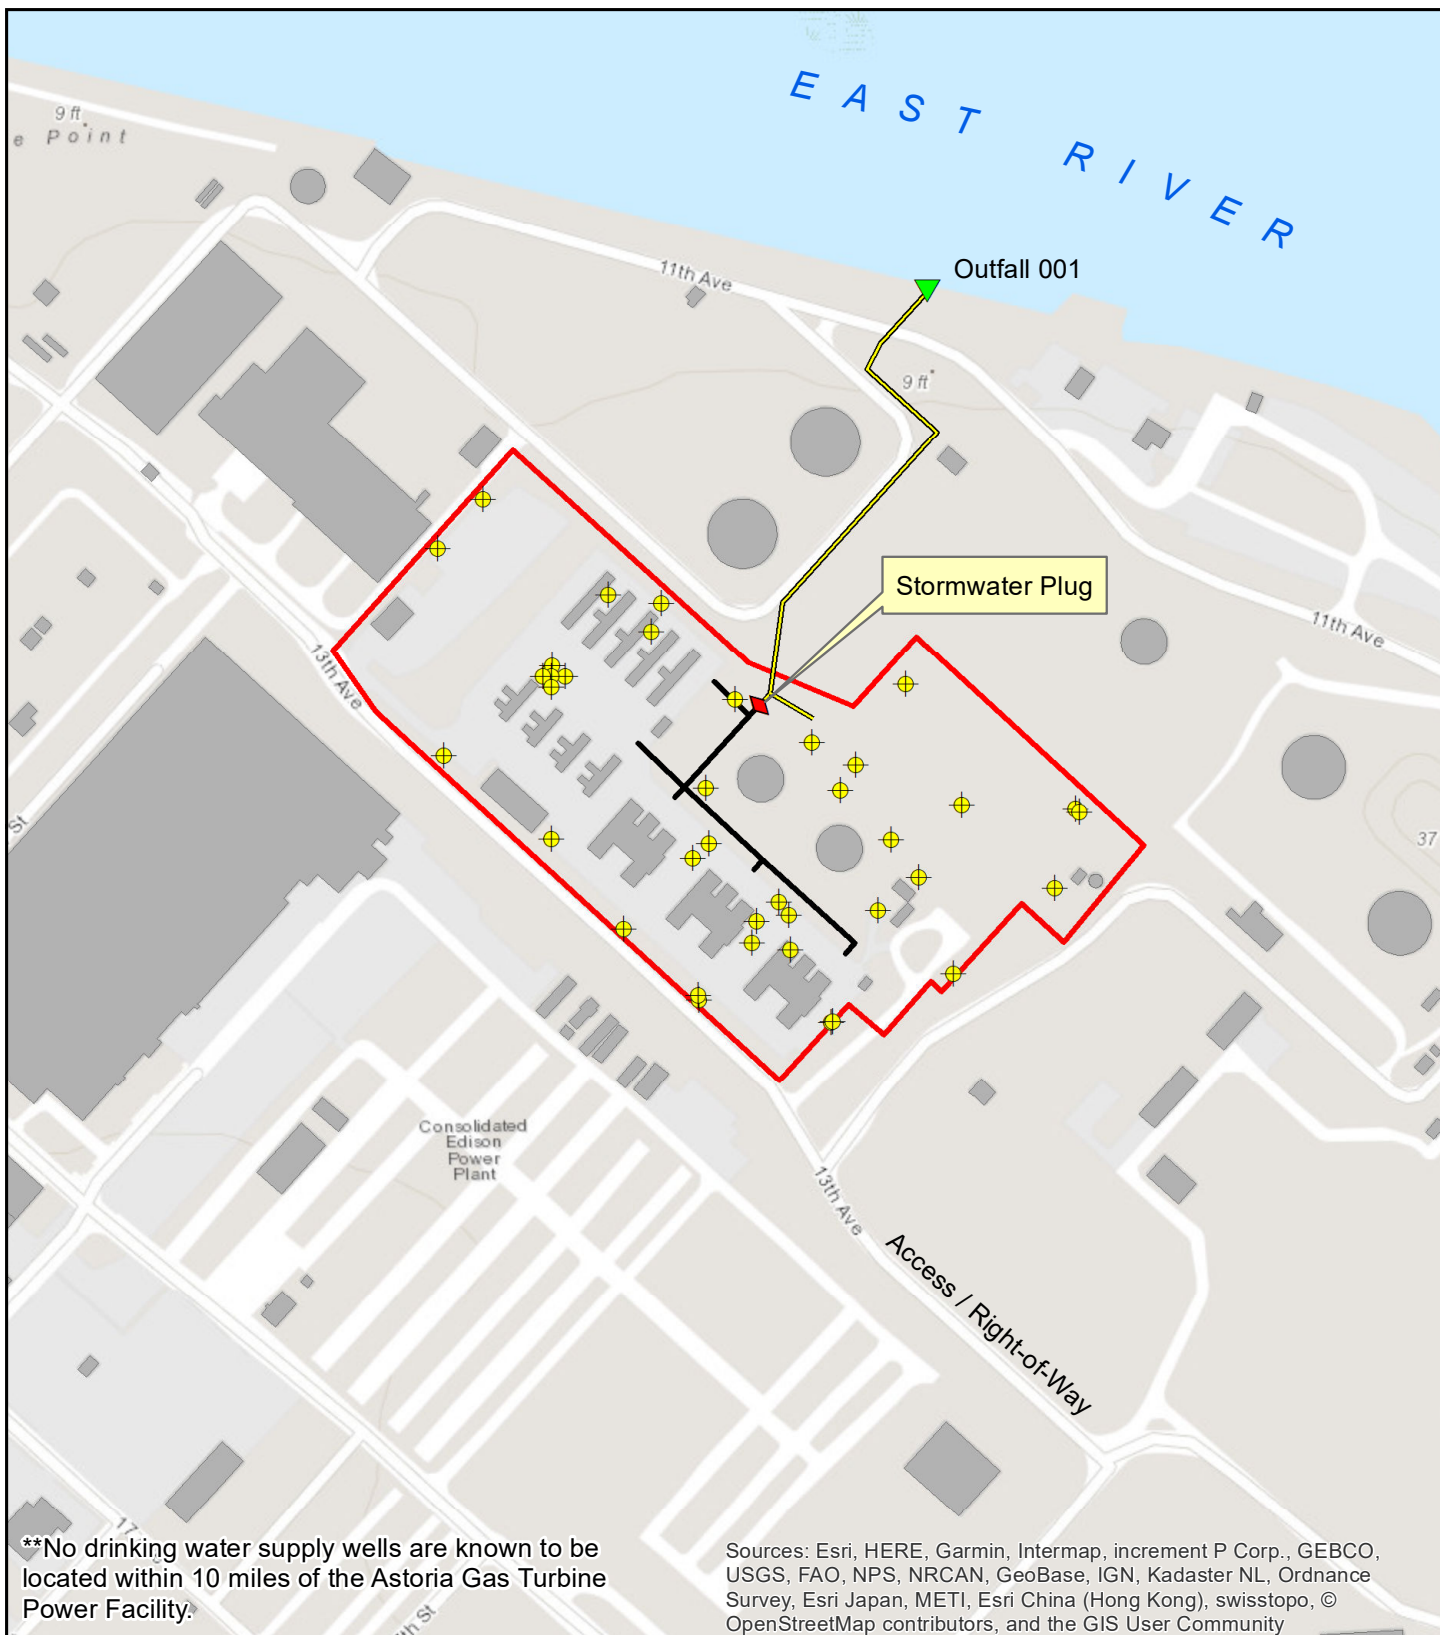 EAST RIVER
9 ft
e Point
11th Ave
Outfall 001
9 ft
Stormwater Plug
11th Ave
13th Ave
St
37
Consolidated
Edison
Power
Plant
13th Ave
Access / Right-of-Way
17
**No drinking water supply wells are known to be
located within 10 miles of the Astoria Gas Turbine
Power Facility.
th St
Sources: Esri, HERE, Garmin, Intermap, increment P Corp., GEBCO,
USGS, FAO, NPS, NRCAN, GeoBase, IGN, Kadaster NL, Ordnance
Survey, Esri Japan, METI, Esri China (Hong Kong), swisstopo, ©
OpenStreetMap contributors, and the GIS User Community